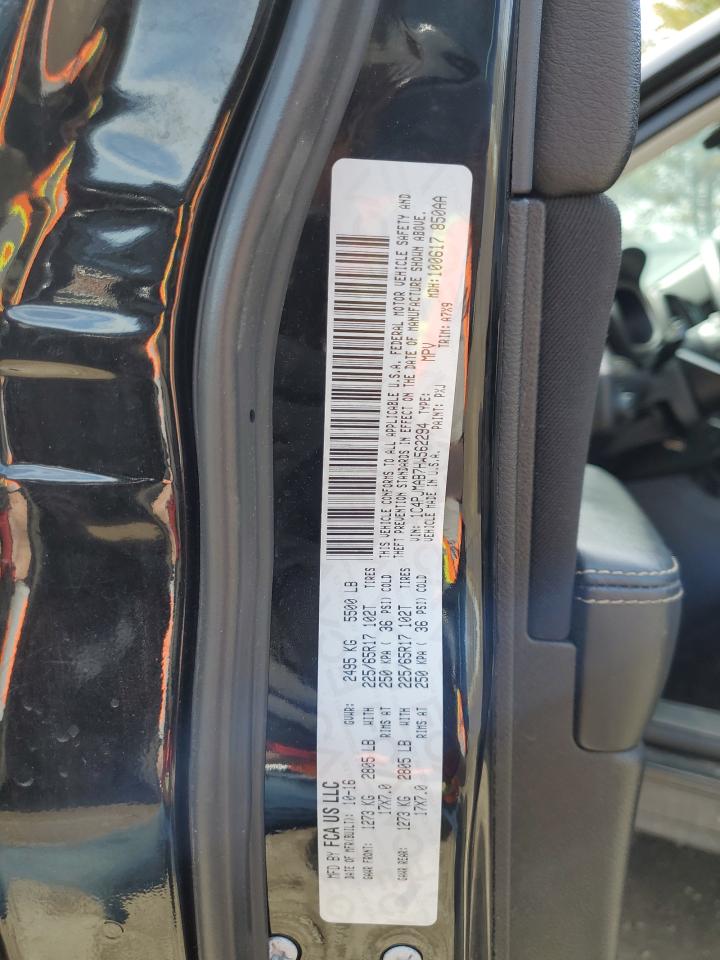 MFD BY FCA US LLC
DATE OF MFR(BUILT): 10-16 GVWR: 2495 KG 5500 LB
GAWR FRONT: 1273 KG 2805 LB WITH 225/65R17 102T TIRES
17X7.0 RIMS AT 250 KPA ( 36 PSI) COLD
GAWR REAR: 1273 KG 2805 LB WITH 225/65R17 102T TIRES
17X7.0 RIMS AT 250 KPA ( 36 PSI) COLD
THIS VEHICLE CONFORMS TO ALL APPLICABLE U.S.A. FEDERAL MOTOR VEHICLE SAFETY AND
THEFT PREVENTION STANDARDS IN EFFECT ON THE DATE OF MANUFACTURE SHOWN ABOVE.
VIN: 1C4PJMAB7HW562294 TYPE: MPV MDH:100617 850AA
VEHICLE MADE IN U.S.A. PAINT: PXJ TRIM: A7X9